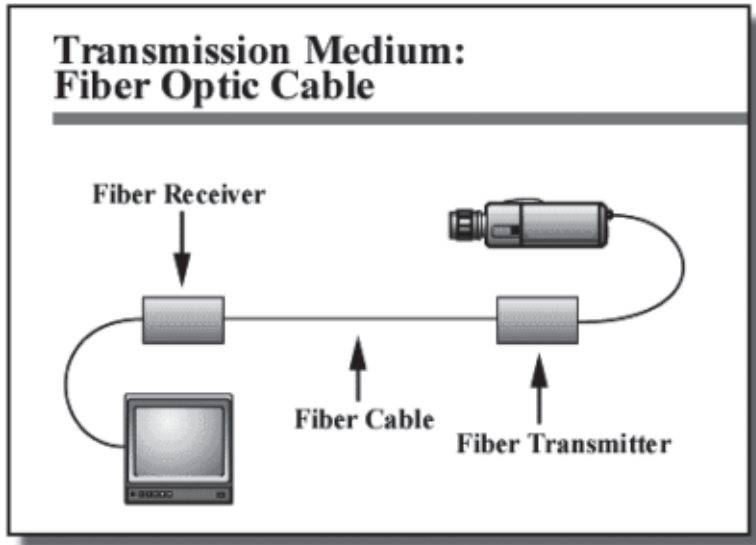 Transmission Medium:
Fiber Optic Cable
Fiber Receiver
Fiber Cable
Fiber Transmitter